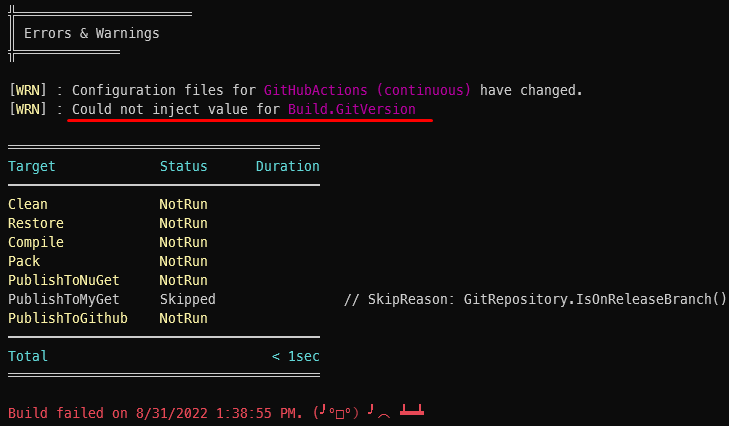 Errors & Warnings
[WRN] : Configuration files for GitHubActions (continuous) have changed.
[WRN] : Could not inject value for Build.GitVersion
Target Status Duration
Clean NotRun
Restore NotRun
Compile NotRun
Pack NotRun
PublishToNuGet NotRun
PublishToMyGet Skipped // SkipReason: GitRepository.IsOnReleaseBranch()
PublishToGithub NotRun
Total < 1sec
Build failed on 8/31/2022 1:38:55 PM. (╯°□°）╯︵ ┻━┻